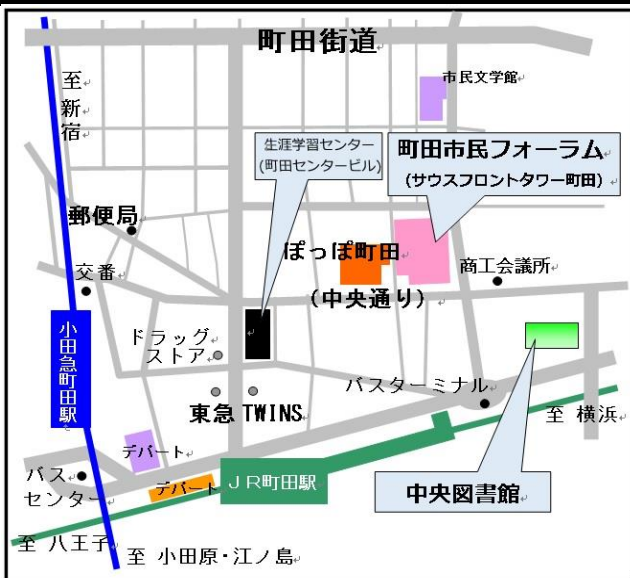 町田街道
至
新
宿
市民文学館
生涯学習センター
(町田センタービル)
町田市民フォーラム
(サウスフロントタワー町田)
郵便局
ぽっぽ町田
商工会議所
交番
(中央通り)
小田急町田駅
ドラッグ
ストア
バスターミナル
東急 TWINS
至 横浜
デパート
バス
センター
デパート
JR町田駅
中央図書館
至 八王子
至 小田原・江ノ島